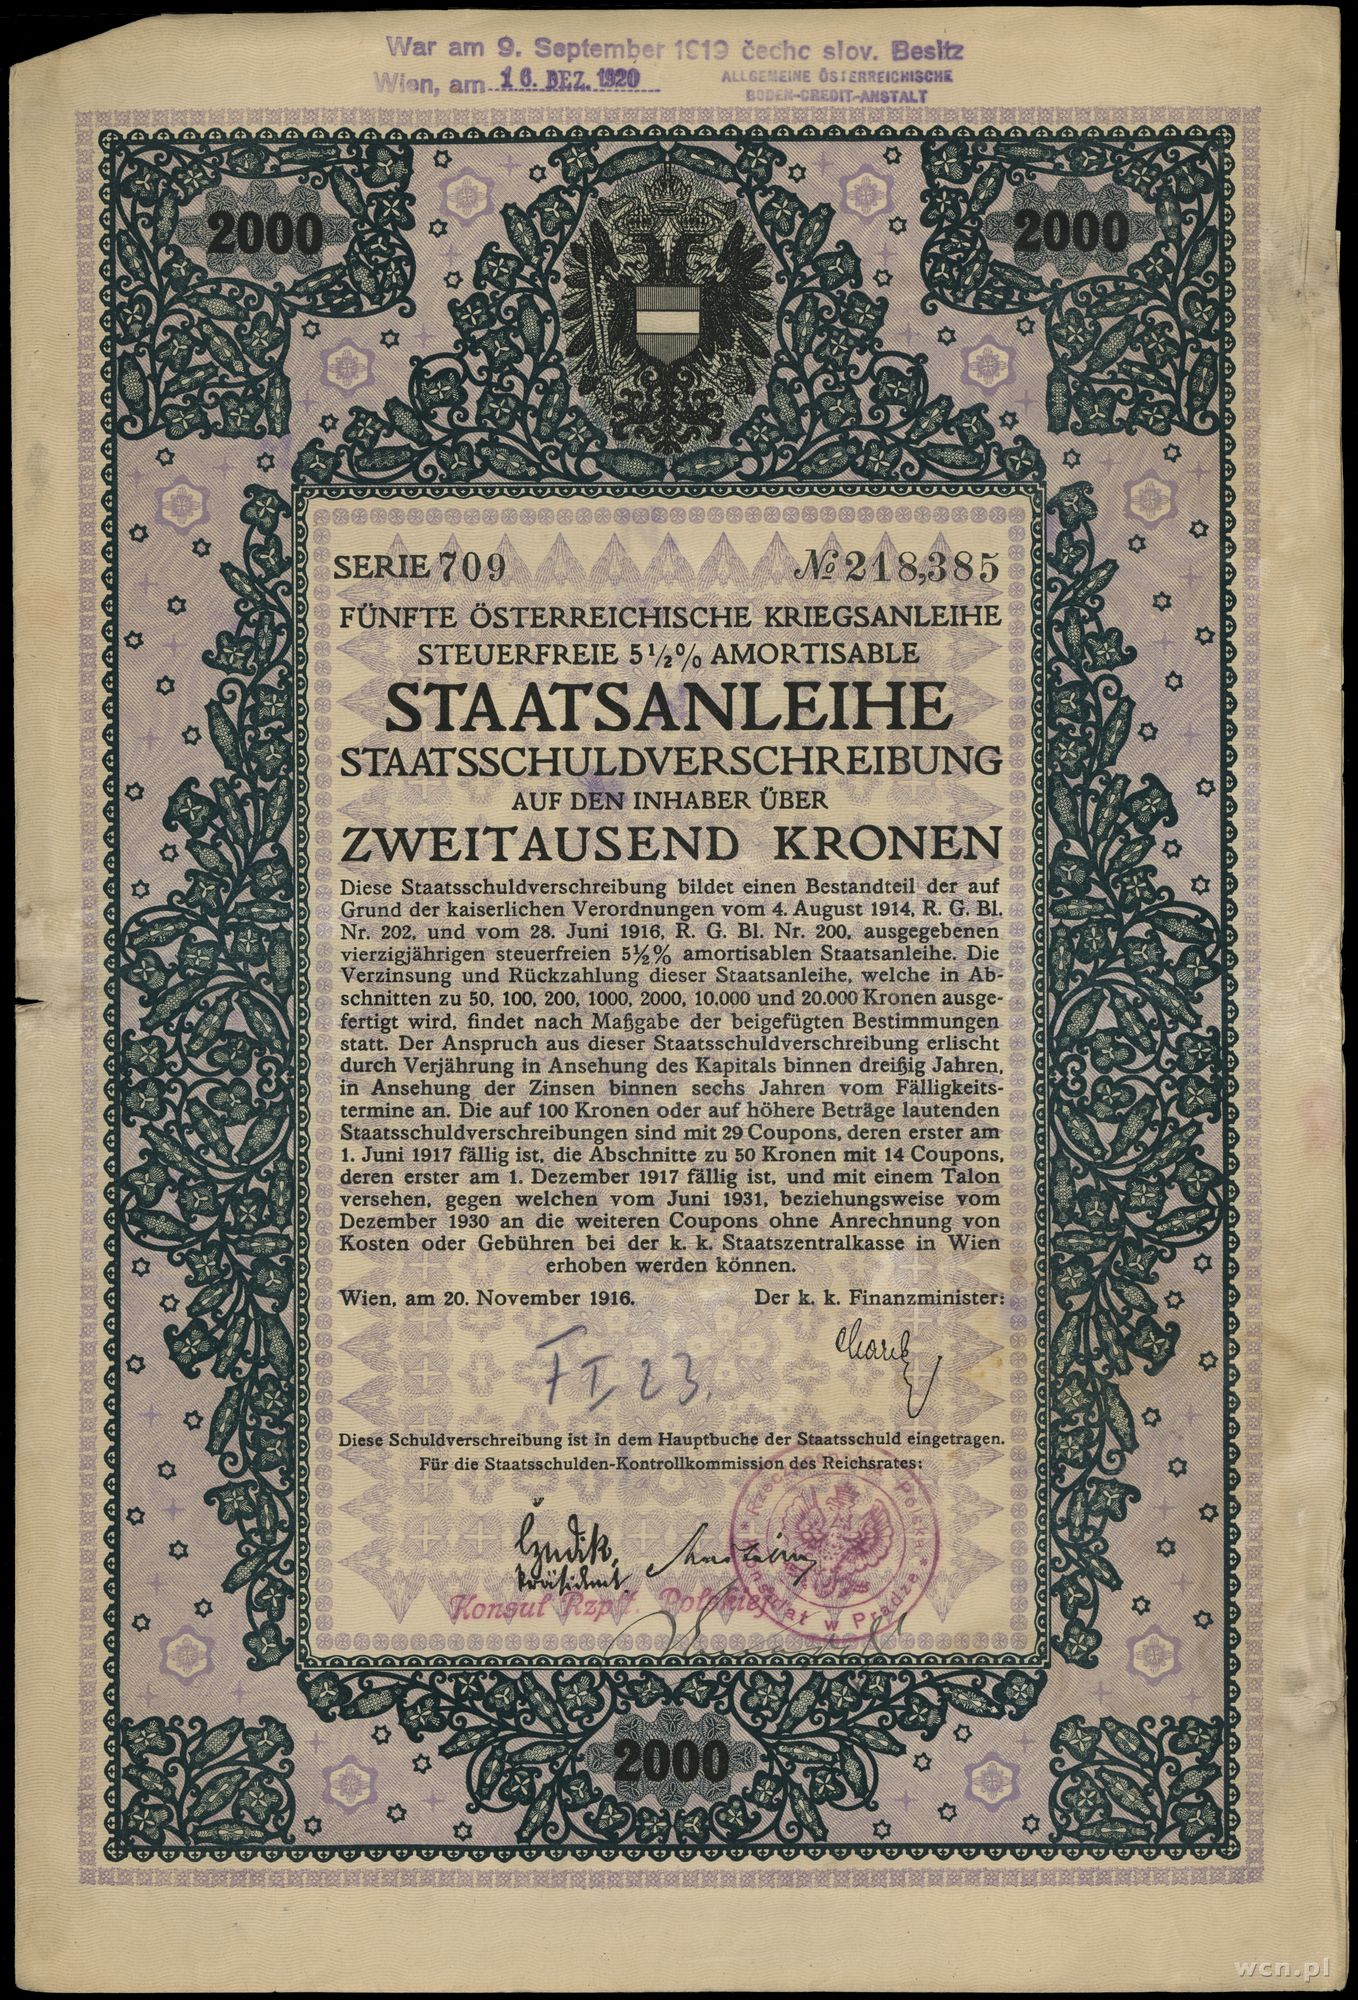 War am 9. September 1919 čecho slov. Besitz
Wien, am 16. DEZ. 1920
ALLGEMEINE ÖSTERREICHISCHE
BODEN-CREDIT-ANSTALT
2000
2000
SERIE 709
№ 218,385
FÜNFTE ÖSTERREICHISCHE KRIEGSANLEIHE
STEUERFREIE 5 1/2 % AMORTISABLE
STAATSANLEIHE
STAATSSCHULDVERSCHREIBUNG
AUF DEN INHABER ÜBER
ZWEITAUSEND KRONEN
Diese Staatsschuldverschreibung bildet einen Bestandteil der auf
Grund der kaiserlichen Verordnungen vom 4. August 1914, R. G. Bl.
Nr. 202, und vom 28. Juni 1916, R. G. Bl. Nr. 200, ausgegebenen
vierzigjährigen steuerfreien 5½% amortisablen Staatsanleihe. Die
Verzinsung und Rückzahlung dieser Staatsanleihe, welche in Ab-
schnitten zu 50, 100, 200, 1000, 2000, 10.000 und 20.000 Kronen ausge-
fertigt wird, findet nach Maßgabe der beigefügten Bestimmungen
statt. Der Anspruch aus dieser Staatsschuldverschreibung erlischt
durch Verjährung in Ansehung des Kapitals binnen dreißig Jahren,
in Ansehung der Zinsen binnen sechs Jahren vom Fälligkeits-
termine an. Die auf 100 Kronen oder auf höhere Beträge lautenden
Staatsschuldverschreibungen sind mit 29 Coupons, deren erster am
1. Juni 1917 fällig ist, die Abschnitte zu 50 Kronen mit 14 Coupons,
deren erster am 1. Dezember 1917 fällig ist, und mit einem Talon
versehen, gegen welchen vom Juni 1931, beziehungsweise vom
Dezember 1930 an die weiteren Coupons ohne Anrechnung von
Kosten oder Gebühren bei der k. k. Staatszentralkasse in Wien
erhoben werden können.
Wien, am 20. November 1916.
Der k. k. Finanzminister:
I 23.
Diese Schuldverschreibung ist in dem Hauptbuche der Staatsschuld eingetragen.
Für die Staatsschulden-Kontrollkommission des Reichsrates:
Präsident.
Konsul Rzplt. Polskiej
Polska
Konsulat w Pradze
2000
wcn.pl